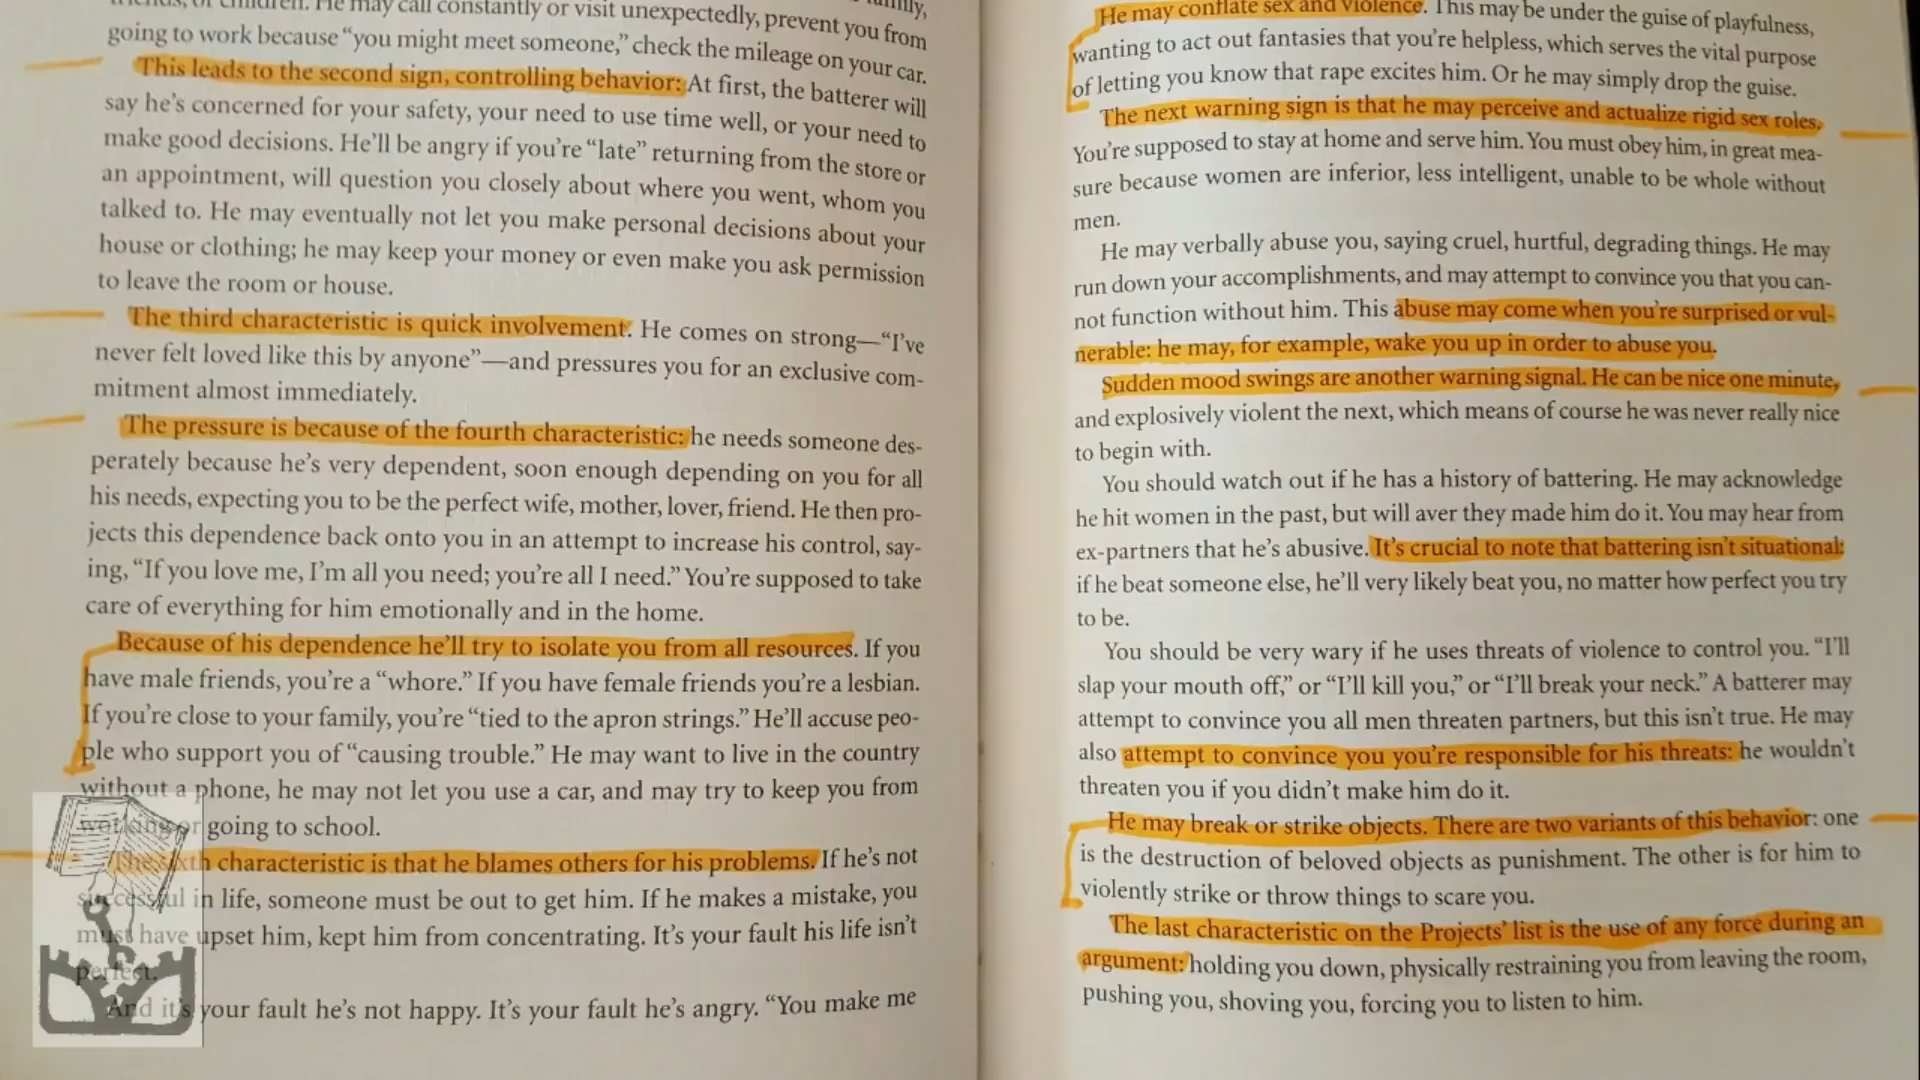 friends, or children. He may call constantly or visit unexpectedly, prevent you from
going to work because “you might meet someone,” check the mileage on your car.
This leads to the second sign, controlling behavior: At first, the batterer will
say he’s concerned for your safety, your need to use time well, or your need to
make good decisions. He’ll be angry if you’re “late” returning from the store or
an appointment, will question you closely about where you went, whom you
talked to. He may eventually not let you make personal decisions about your
house or clothing; he may keep your money or even make you ask permission
to leave the room or house.
The third characteristic is quick involvement. He comes on strong—“I’ve
never felt loved like this by anyone”—and pressures you for an exclusive com-
mitment almost immediately.
The pressure is because of the fourth characteristic: he needs someone des-
perately because he’s very dependent, soon enough depending on you for all
his needs, expecting you to be the perfect wife, mother, lover, friend. He then pro-
jects this dependence back onto you in an attempt to increase his control, say-
ing, “If you love me, I’m all you need; you’re all I need.” You’re supposed to take
care of everything for him emotionally and in the home.
Because of his dependence he’ll try to isolate you from all resources. If you
have male friends, you’re a “whore.” If you have female friends you’re a lesbian.
If you’re close to your family, you’re “tied to the apron strings.” He’ll accuse peo-
ple who support you of “causing trouble.” He may want to live in the country
without a phone, he may not let you use a car, and may try to keep you from
working or going to school.
The sixth characteristic is that he blames others for his problems. If he’s not
successful in life, someone must be out to get him. If he makes a mistake, you
must have upset him, kept him from concentrating. It’s your fault his life isn’t
perfect.
And it’s your fault he’s not happy. It’s your fault he’s angry. “You make me
He may conflate sex and violence. This may be under the guise of playfulness,
wanting to act out fantasies that you’re helpless, which serves the vital purpose
of letting you know that rape excites him. Or he may simply drop the guise.
The next warning sign is that he may perceive and actualize rigid sex roles.
You’re supposed to stay at home and serve him. You must obey him, in great mea-
sure because women are inferior, less intelligent, unable to be whole without
men.
He may verbally abuse you, saying cruel, hurtful, degrading things. He may
run down your accomplishments, and may attempt to convince you that you can-
not function without him. This abuse may come when you’re surprised or vul-
nerable: he may, for example, wake you up in order to abuse you.
Sudden mood swings are another warning signal. He can be nice one minute,
and explosively violent the next, which means of course he was never really nice
to begin with.
You should watch out if he has a history of battering. He may acknowledge
he hit women in the past, but will aver they made him do it. You may hear from
ex-partners that he’s abusive. It’s crucial to note that battering isn’t situational:
if he beat someone else, he’ll very likely beat you, no matter how perfect you try
to be.
You should be very wary if he uses threats of violence to control you. “I’ll
slap your mouth off,” or “I’ll kill you,” or “I’ll break your neck.” A batterer may
attempt to convince you all men threaten partners, but this isn’t true. He may
also attempt to convince you you’re responsible for his threats: he wouldn’t
threaten you if you didn’t make him do it.
He may break or strike objects. There are two variants of this behavior: one
is the destruction of beloved objects as punishment. The other is for him to
violently strike or throw things to scare you.
The last characteristic on the Projects’ list is the use of any force during an
argument: holding you down, physically restraining you from leaving the room,
pushing you, shoving you, forcing you to listen to him.